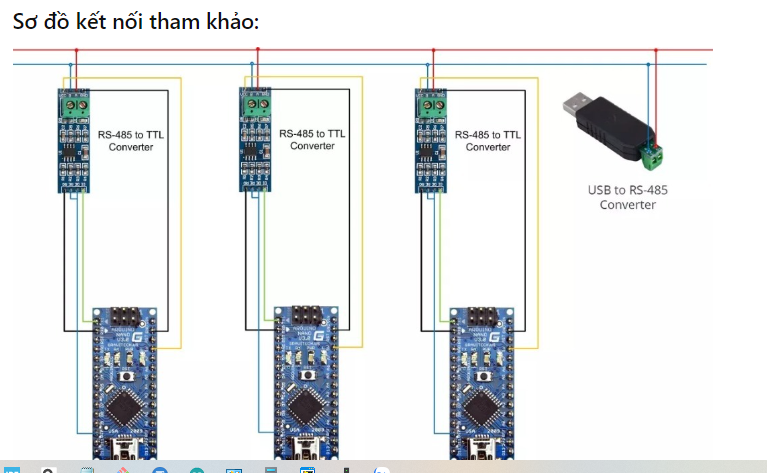 Sơ đồ kết nối tham khảo:
RS-485 to TTL
Converter
RS-485 to TTL
Converter
RS-485 to TTL
Converter
USB to RS-485
Converter